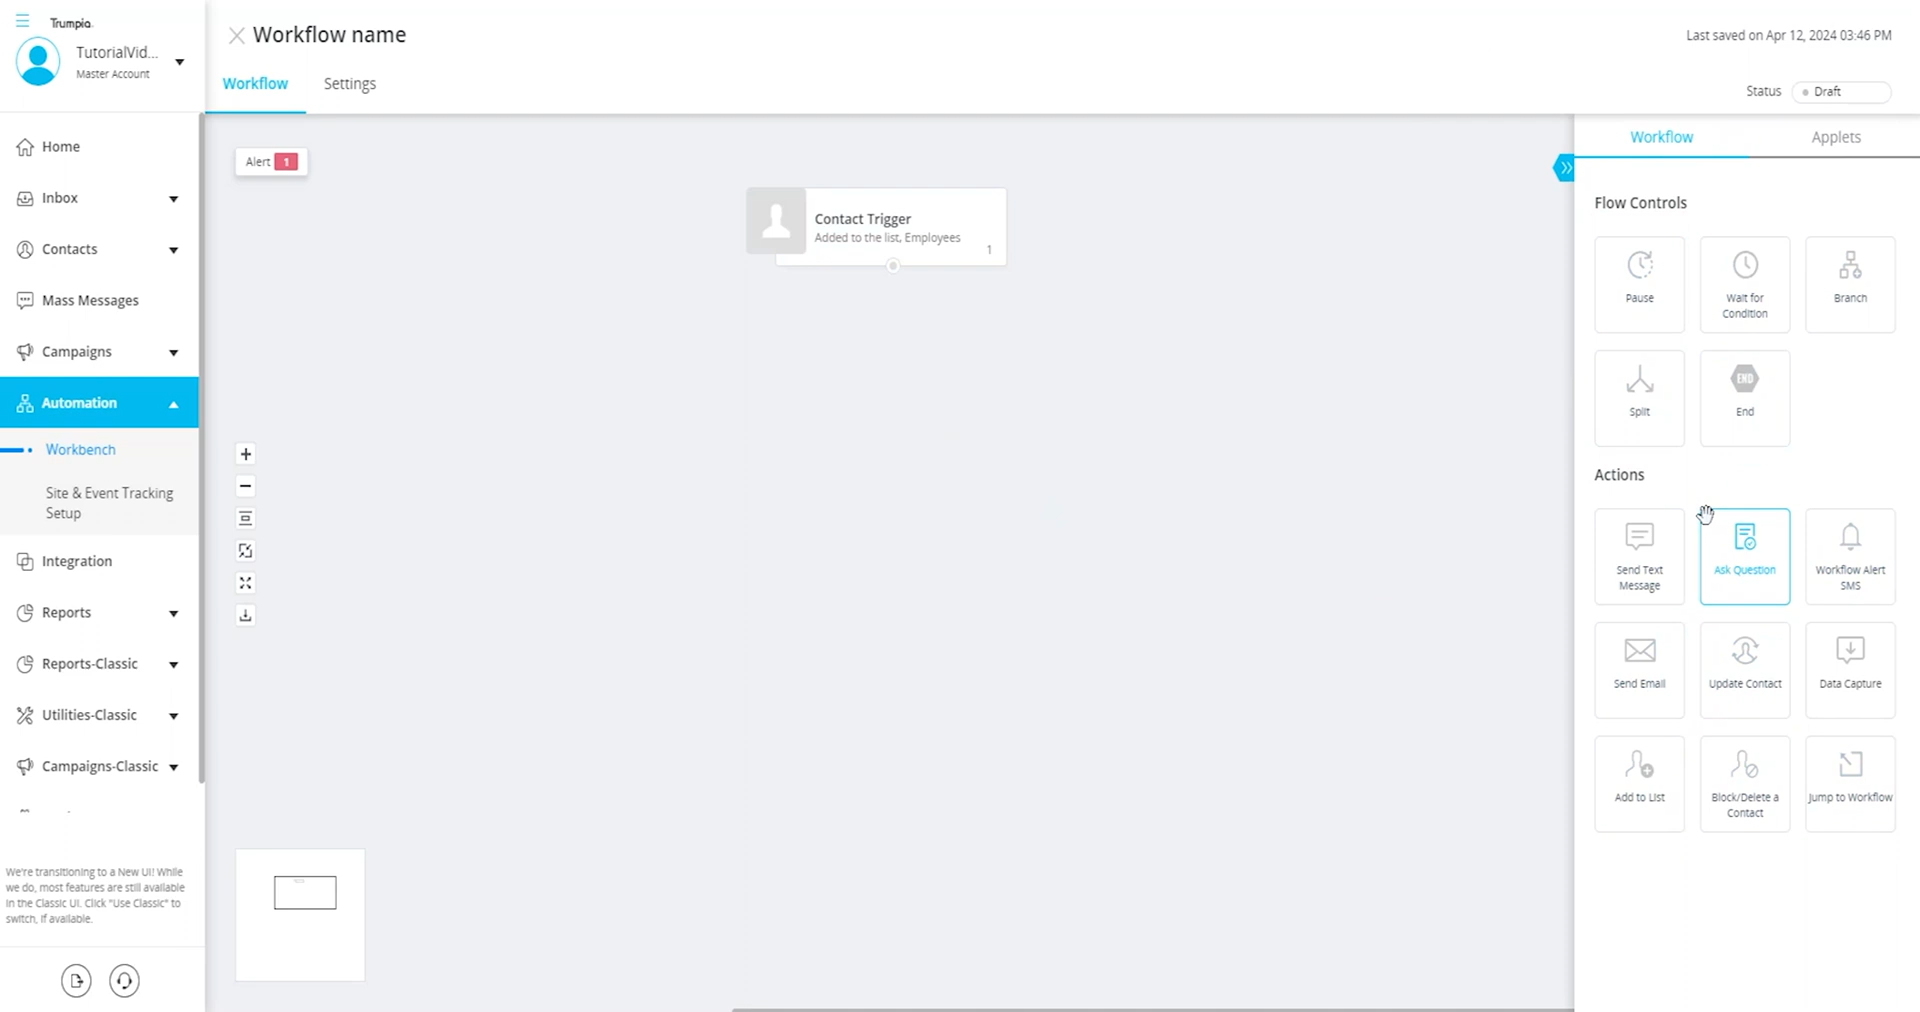 Trumpia
TutorialVid...
Master Account
Home
Inbox
Contacts
Mass Messages
Campaigns
Automation
Workbench
Site & Event Tracking
Setup
Integration
Reports
Reports-Classic
Utilities-Classic
Campaigns-Classic
We're transitioning to a New UI! While
we do, most features are still available
in the Classic UI. Click "Use Classic" to
switch, if available.
Workflow name
Last saved on Apr 12, 2024 03:46 PM
Workflow
Settings
Status
Draft
Alert 1
Contact Trigger
Added to the list, Employees
1
Workflow
Applets
Flow Controls
Pause
Wait for
Condition
Branch
Split
END
End
Actions
Send Text
Message
Ask Question
Workflow Alert
SMS
Send Email
Update Contact
Data Capture
Add to List
Block/Delete a
Contact
Jump to Workflow